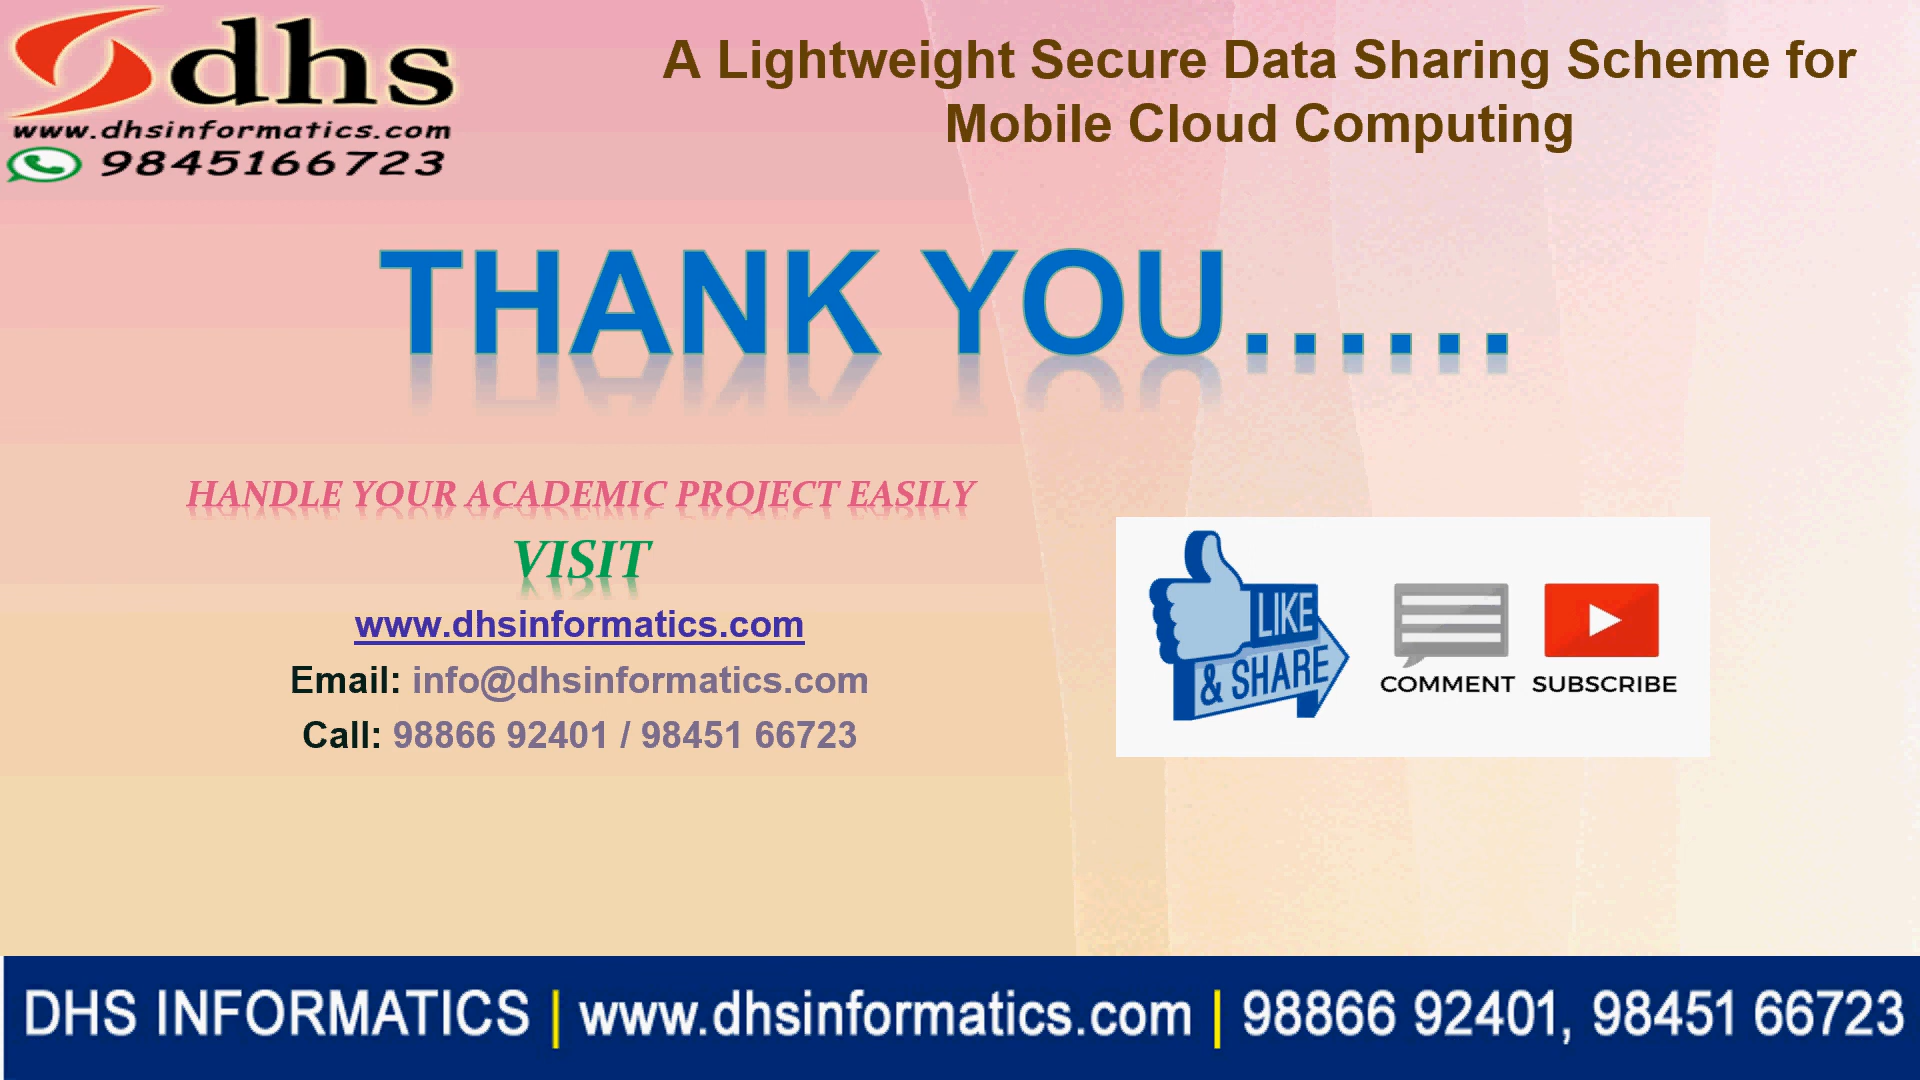 dhs
www.dhsinformatics.com
9845166723
A Lightweight Secure Data Sharing Scheme for
Mobile Cloud Computing
THANK YOU......
HANDLE YOUR ACADEMIC PROJECT EASILY
VISIT
www.dhsinformatics.com
Email: info@dhsinformatics.com
Call: 98866 92401 / 98451 66723
LIKE
& SHARE
COMMENT SUBSCRIBE
DHS INFORMATICS | www.dhsinformatics.com | 98866 92401, 98451 66723